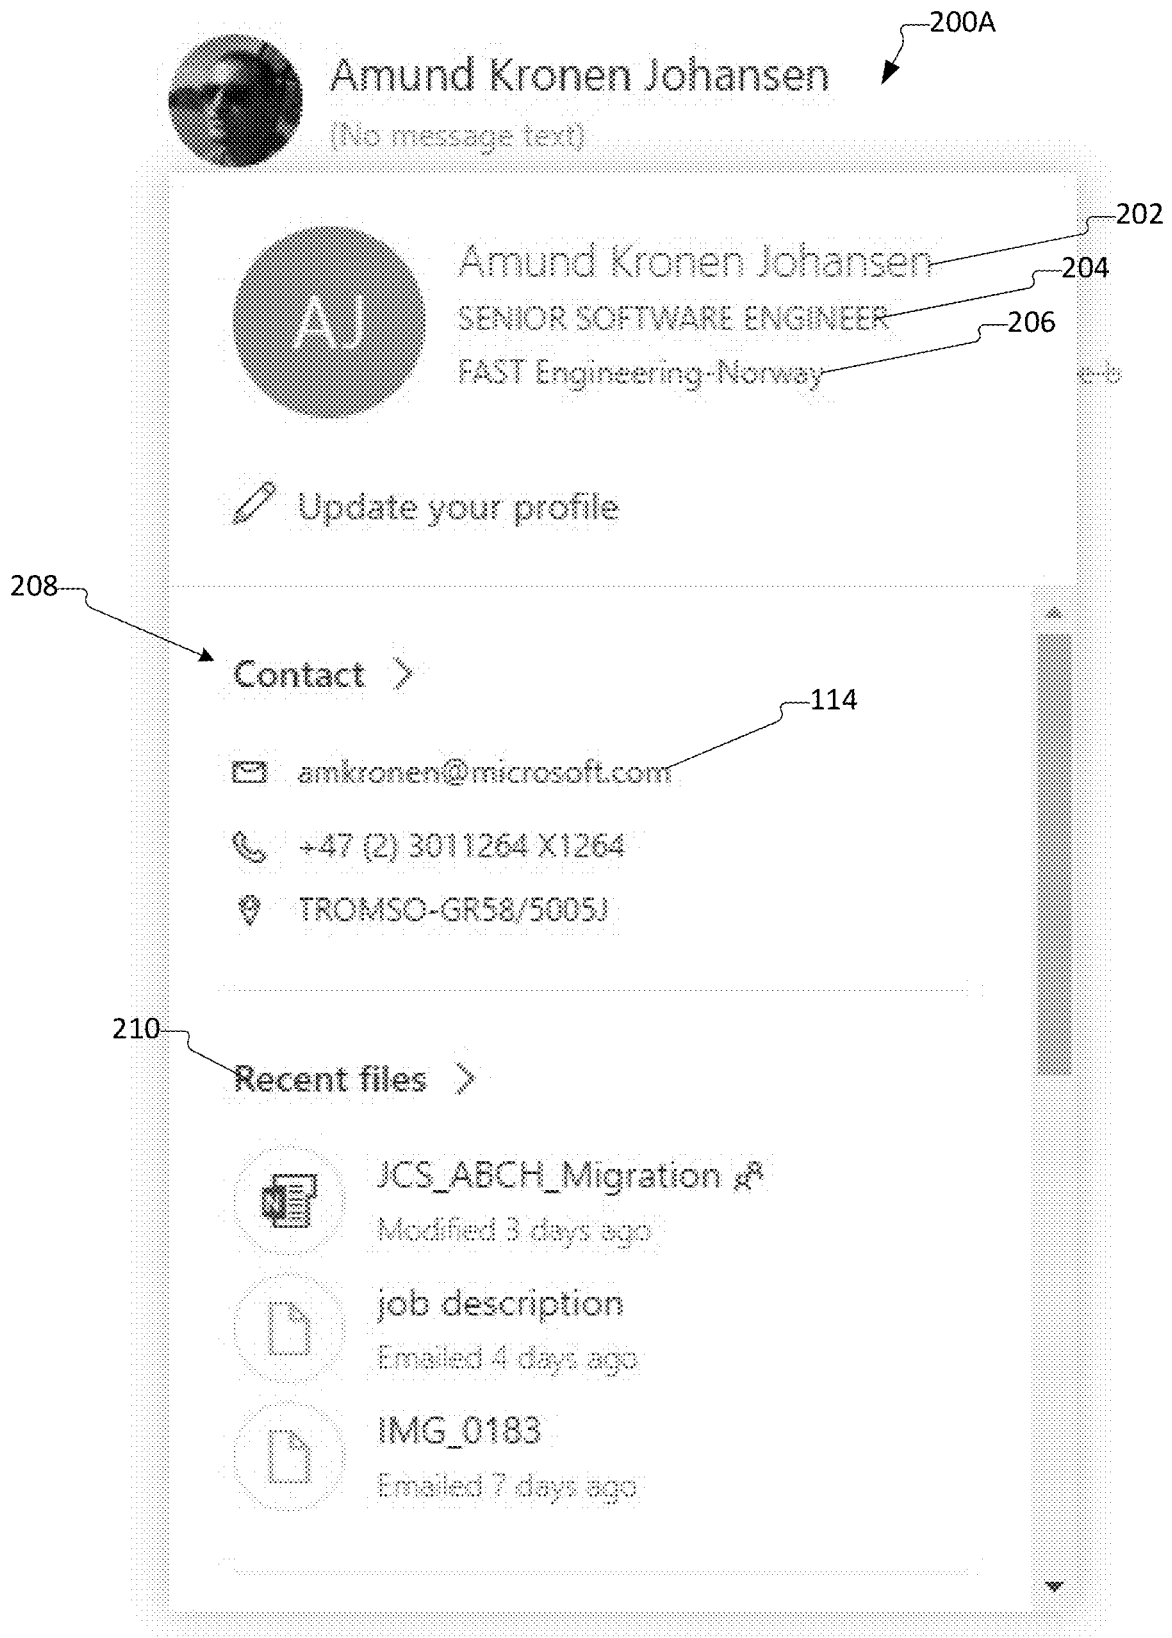 200A
Amund Kronen Johansen
(No message text)
202
Amund Kronen Johansen
204
SENIOR SOFTWARE ENGINEER
206
FAST Engineering-Norway
e-b
AJ
Update your profile
208
Contact
114
amkronen@microsoft.com
+47 (2) 3011264 X1264
TROMSO-GR58/5005J
210
Recent files
N
JCS_ABCH_Migration
Modified 3 days ago
job description
Emailed 4 days ago
IMG_0183
Emailed 7 days ago